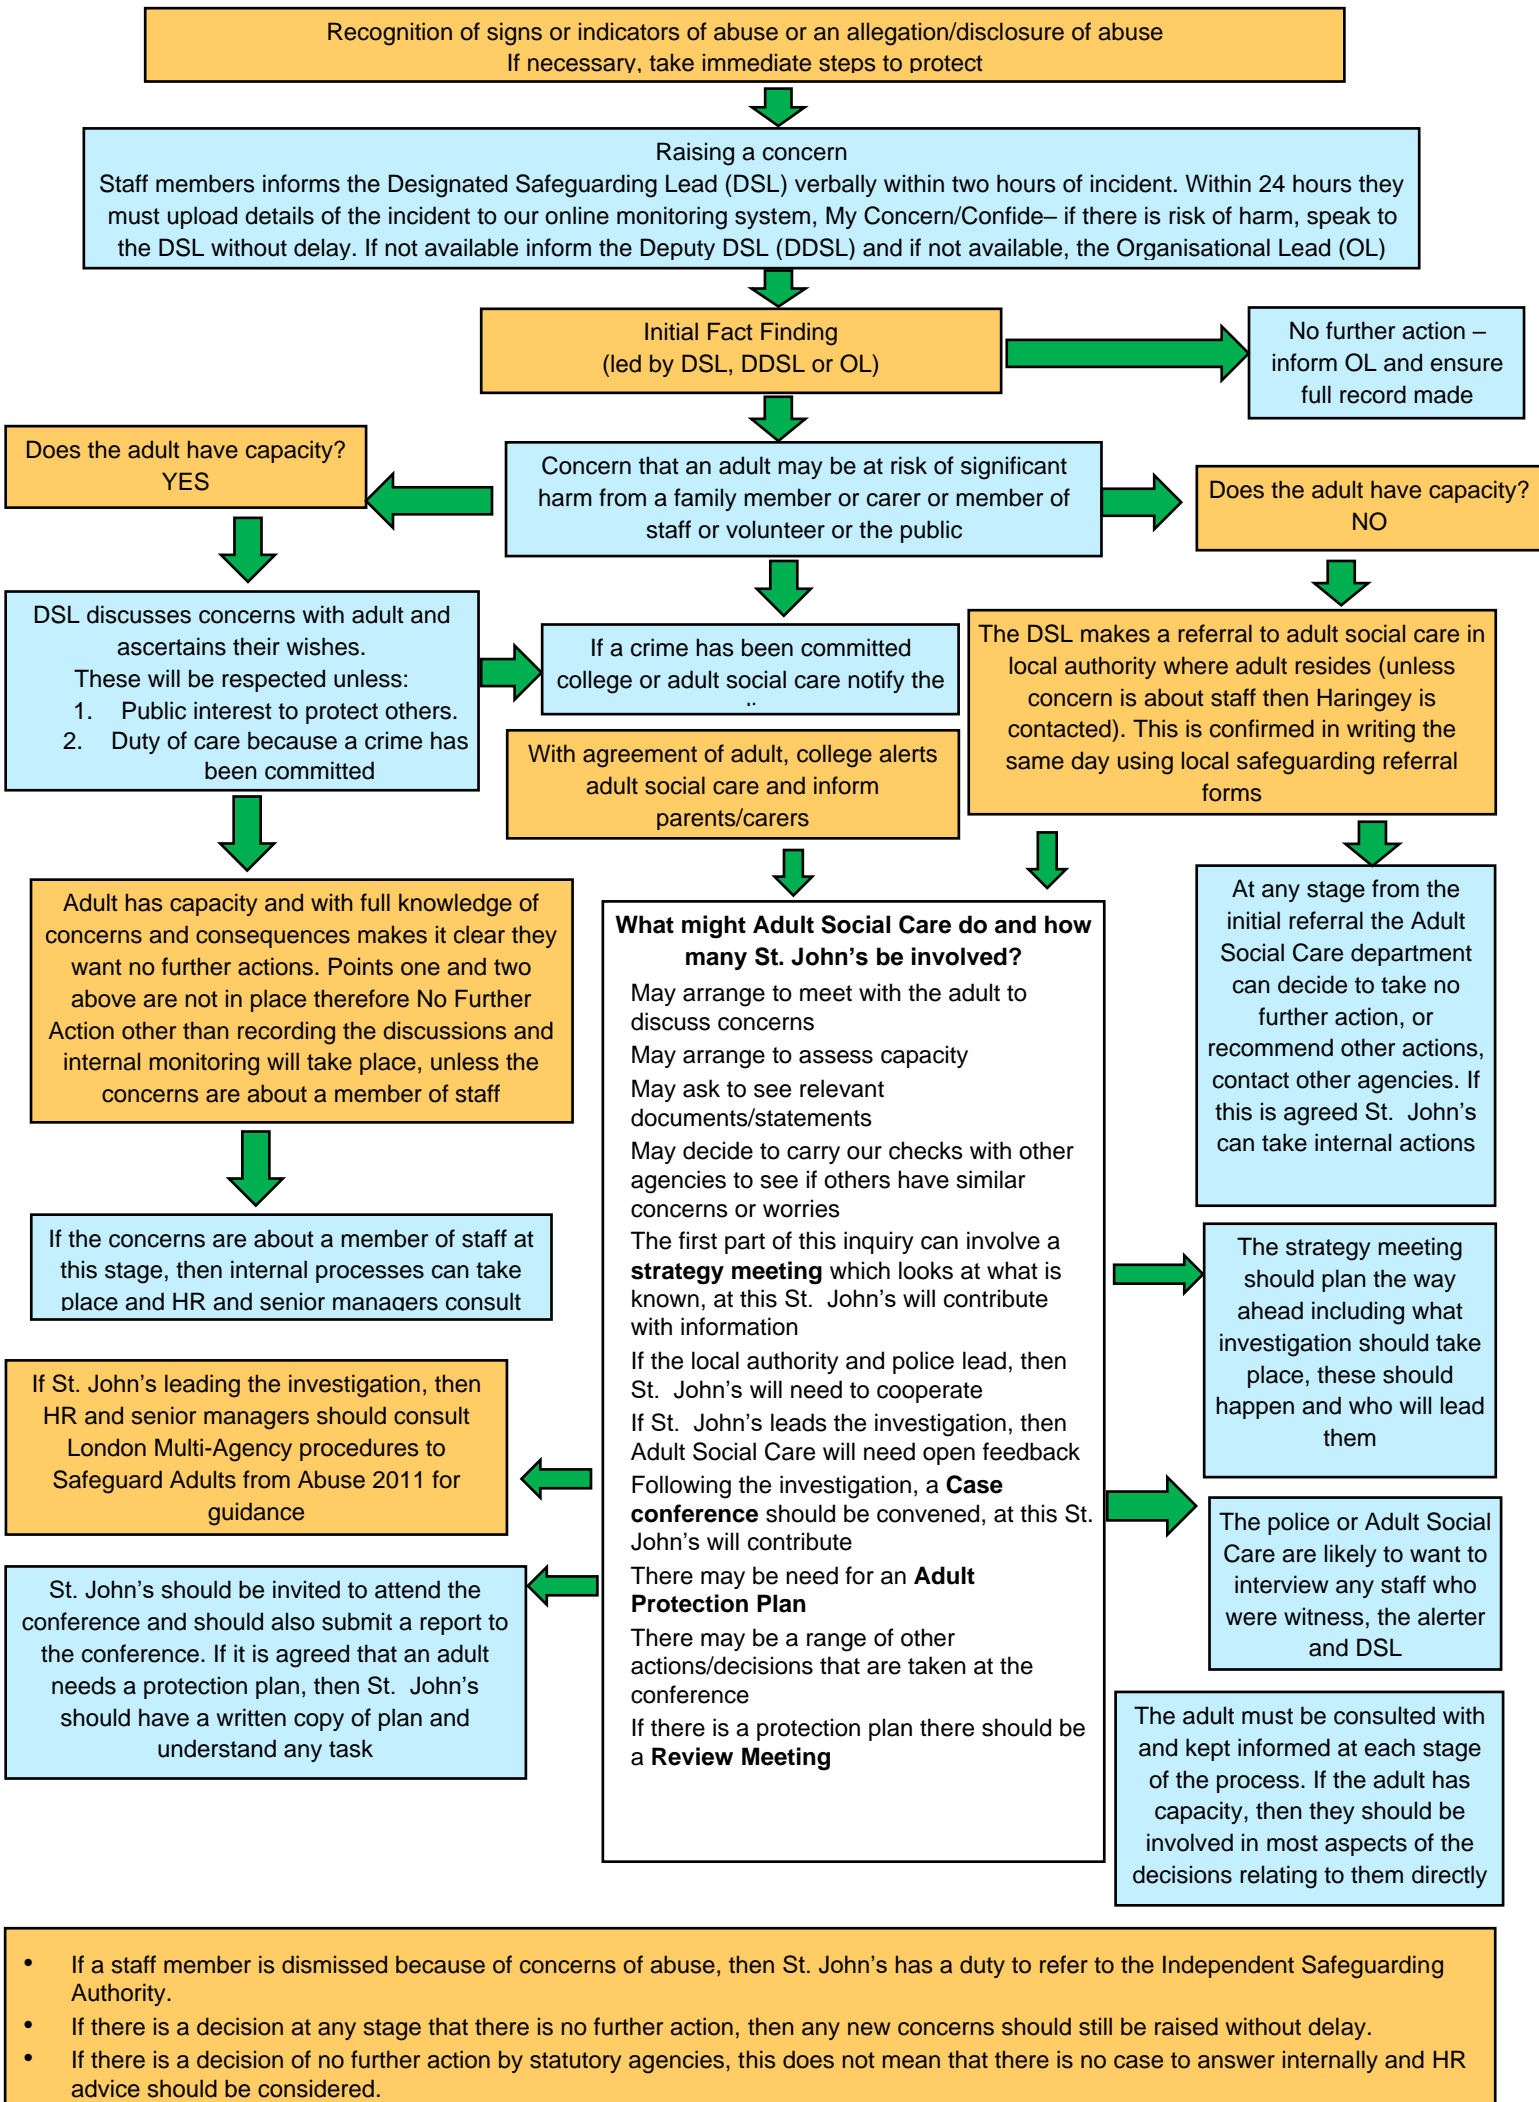 Recognition of signs or indicators of abuse or an allegation/disclosure of abuse
If necessary, take immediate steps to protect
Raising a concern
Staff members informs the Designated Safeguarding Lead (DSL) verbally within two hours of incident. Within 24 hours they
must upload details of the incident to our online monitoring system, My Concern/Confide– if there is risk of harm, speak to
the DSL without delay. If not available inform the Deputy DSL (DDSL) and if not available, the Organisational Lead (OL)
Initial Fact Finding
(led by DSL, DDSL or OL)
No further action –
inform OL and ensure
full record made
Does the adult have capacity?
YES
Concern that an adult may be at risk of significant
harm from a family member or carer or member of
staff or volunteer or the public
Does the adult have capacity?
NO
DSL discusses concerns with adult and
ascertains their wishes.
These will be respected unless:
1. Public interest to protect others.
2. Duty of care because a crime has
been committed
If a crime has been committed
college or adult social care notify the
The DSL makes a referral to adult social care in
local authority where adult resides (unless
concern is about staff then Haringey is
contacted). This is confirmed in writing the
same day using local safeguarding referral
forms
With agreement of adult, college alerts
adult social care and inform
parents/carers
Adult has capacity and with full knowledge of
concerns and consequences makes it clear they
want no further actions. Points one and two
above are not in place therefore No Further
Action other than recording the discussions and
internal monitoring will take place, unless the
concerns are about a member of staff
What might Adult Social Care do and how
many St. John's be involved?
May arrange to meet with the adult to
discuss concerns
May arrange to assess capacity
May ask to see relevant
documents/statements
May decide to carry our checks with other
agencies to see if others have similar
concerns or worries
The first part of this inquiry can involve a
strategy meeting which looks at what is
known, at this St. John's will contribute
with information
If the local authority and police lead, then
St. John's will need to cooperate
If St. John's leads the investigation, then
Adult Social Care will need open feedback
Following the investigation, a Case
conference should be convened, at this St.
John's will contribute
There may be need for an Adult
Protection Plan
There may be a range of other
actions/decisions that are taken at the
conference
If there is a protection plan there should be
a Review Meeting
At any stage from the
initial referral the Adult
Social Care department
can decide to take no
further action, or
recommend other actions,
contact other agencies. If
this is agreed St. John's
can take internal actions
If the concerns are about a member of staff at
this stage, then internal processes can take
place and HR and senior managers consult
The strategy meeting
should plan the way
ahead including what
investigation should take
place, these should
happen and who will lead
them
If St. John's leading the investigation, then
HR and senior managers should consult
London Multi-Agency procedures to
Safeguard Adults from Abuse 2011 for
guidance
The police or Adult Social
Care are likely to want to
interview any staff who
were witness, the alerter
and DSL
St. John's should be invited to attend the
conference and should also submit a report to
the conference. If it is agreed that an adult
needs a protection plan, then St. John's
should have a written copy of plan and
understand any task
The adult must be consulted with
and kept informed at each stage
of the process. If the adult has
capacity, then they should be
involved in most aspects of the
decisions relating to them directly
• If a staff member is dismissed because of concerns of abuse, then St. John's has a duty to refer to the Independent Safeguarding
Authority.
• If there is a decision at any stage that there is no further action, then any new concerns should still be raised without delay.
• If there is a decision of no further action by statutory agencies, this does not mean that there is no case to answer internally and HR
advice should be considered.